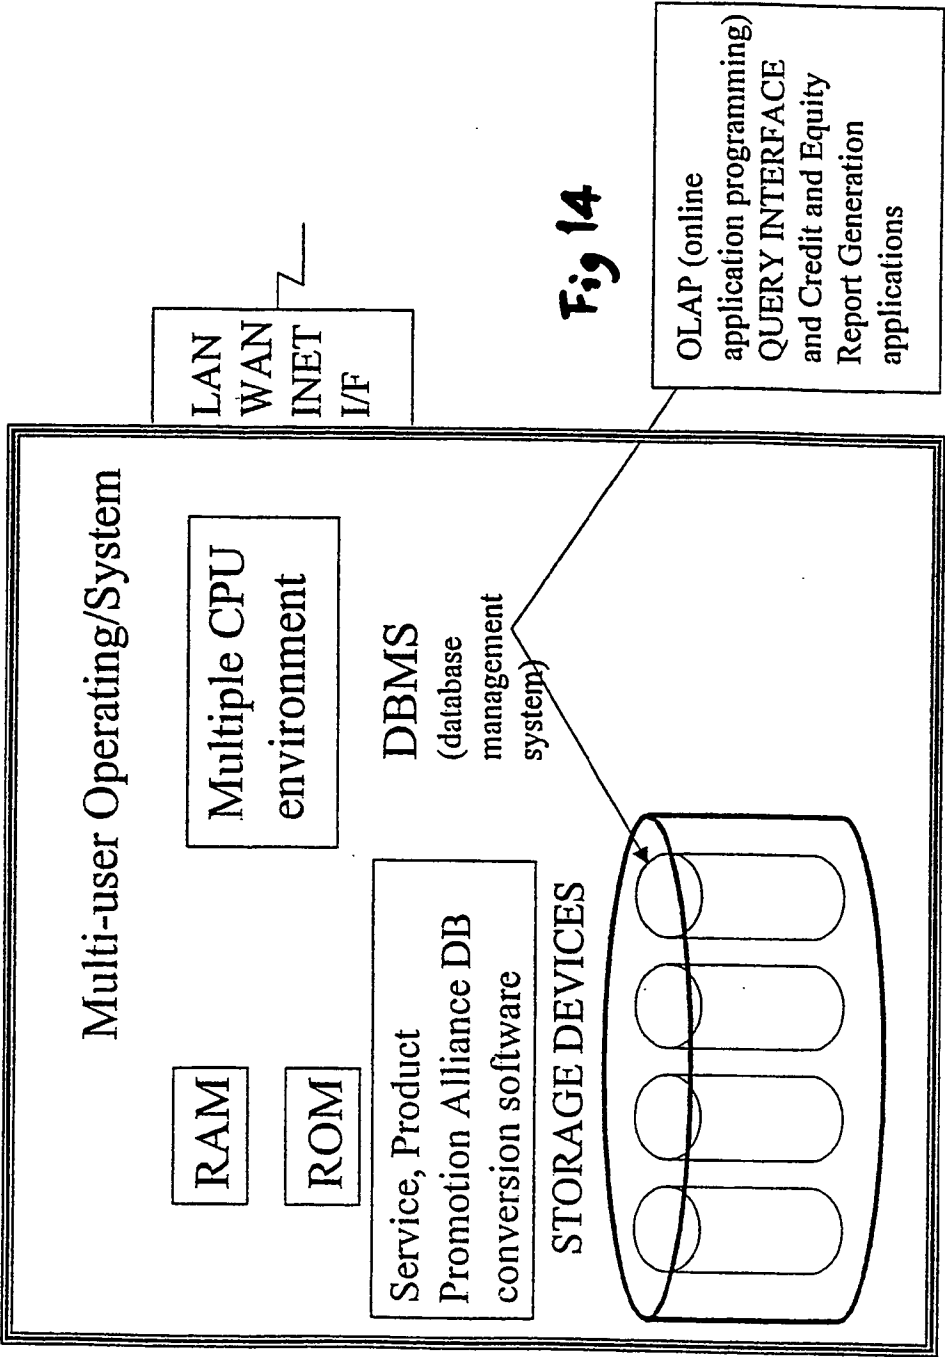 Multi-user Operating/System
RAM
ROM
Multiple CPU
environment
LAN
WAN
INET
I/F
Service, Product
Promotion Alliance DB
conversion software
DBMS
(database
management
system)
STORAGE DEVICES
Fig 14
OLAP (online
application programming)
QUERY INTERFACE
and Credit and Equity
Report Generation
applications